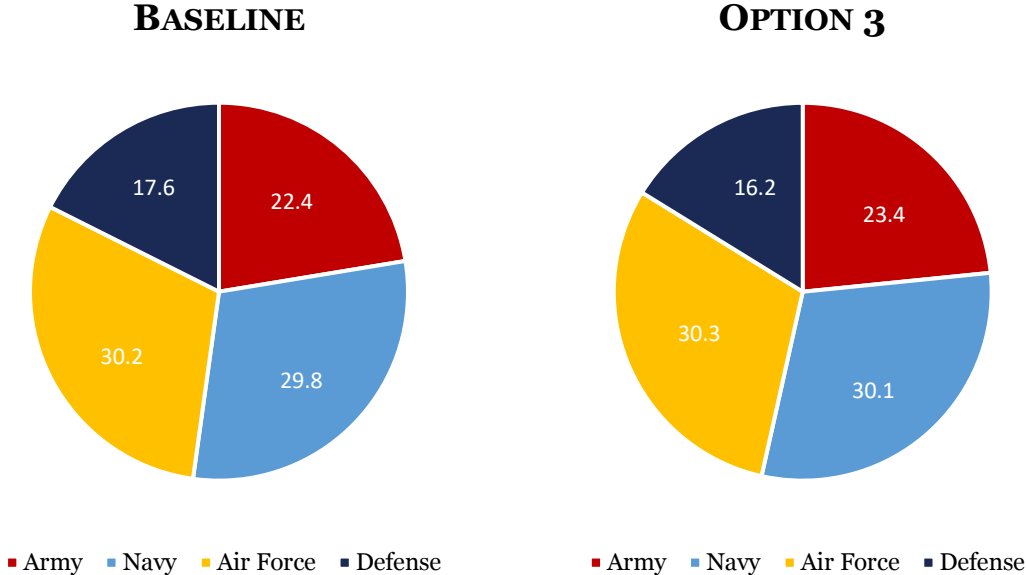 BASELINE
17.6
22.4
30.2
29.8
Army Navy Air Force Defense
OPTION 3
16.2
23.4
30.3
30.1
Army Navy Air Force Defense